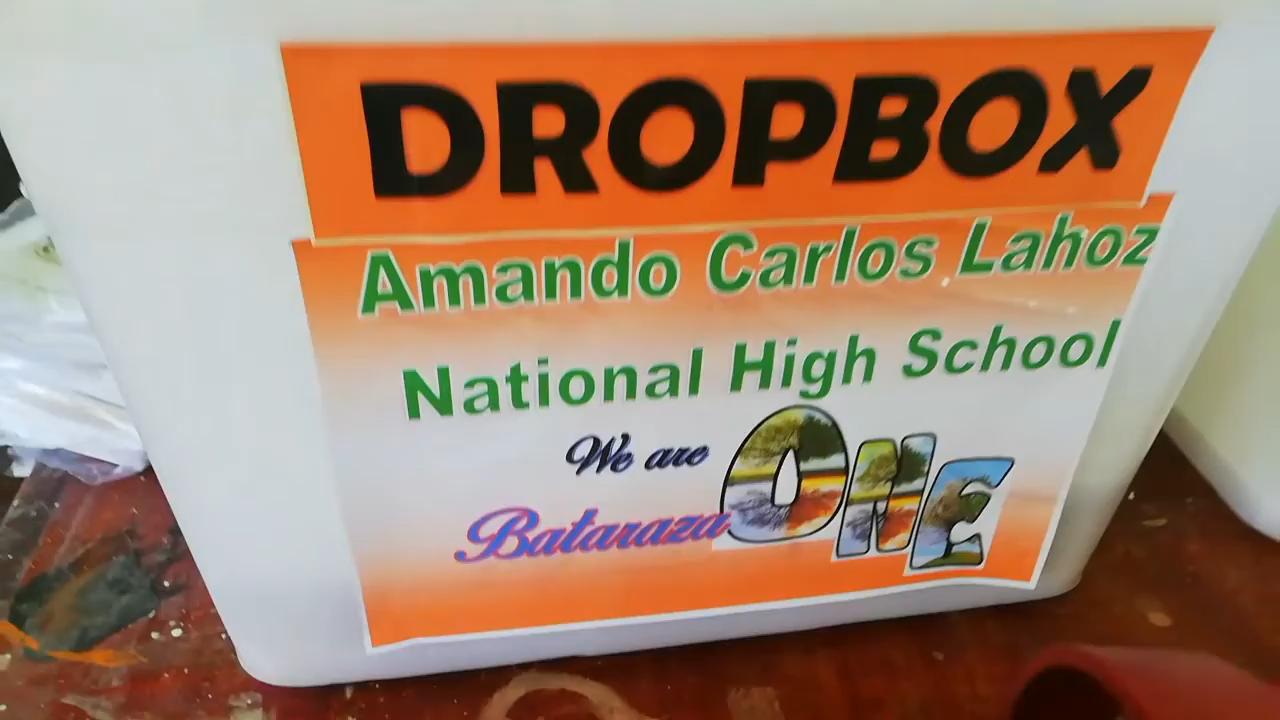 DROPBOX
Amando Carlos Lahoz
National High School
We are ONE
Bataraza